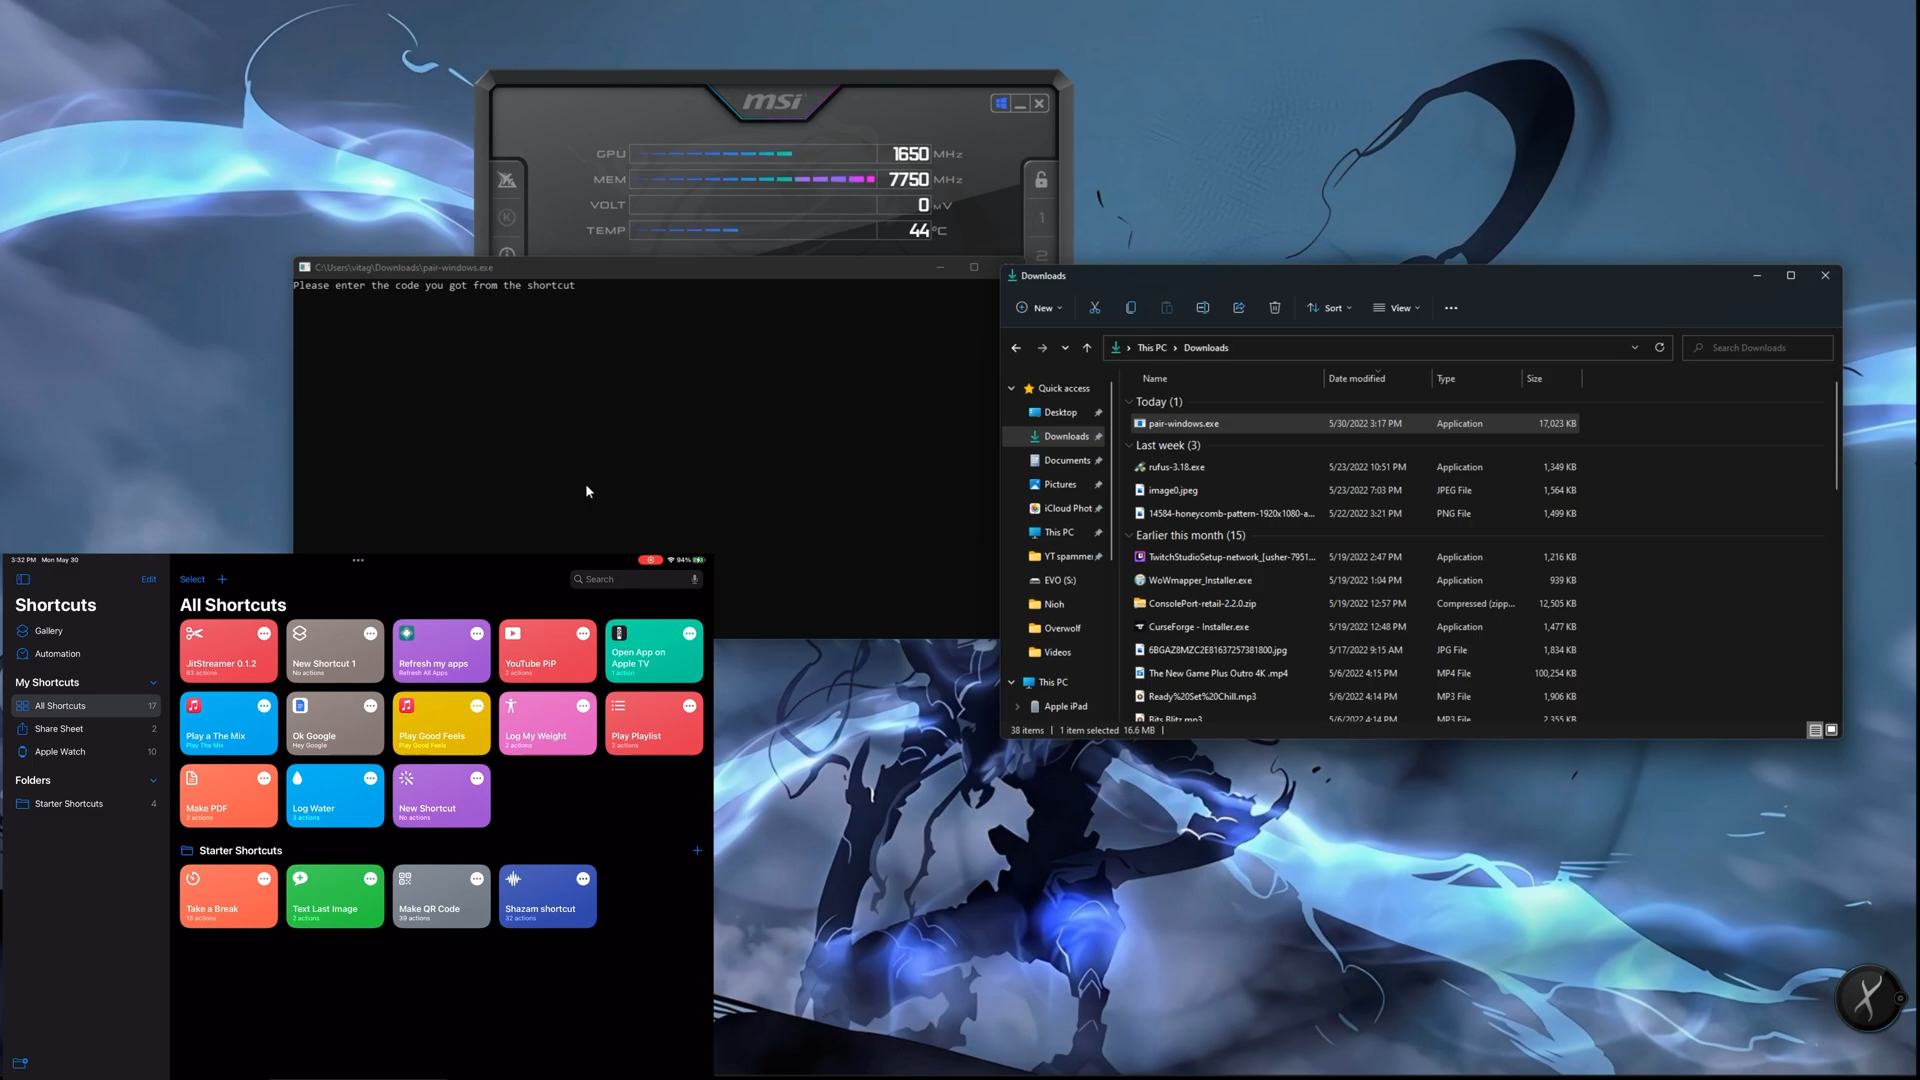 msi
GPU 1650 MHz
MEM 7750 MHz
VOLT 0 mV
TEMP 44 °C
K
1
2
C:\Users\vitag\Downloads\pair-windows.exe
Please enter the code you got from the shortcut
Downloads
New
Sort
View
This PC
Downloads
Search Downloads
Name
Date modified
Type
Size
Quick access
Desktop
Downloads
Documents
Pictures
iCloud Phot
This PC
YT spamme
EVO (S:)
Nioh
Overwolf
Videos
This PC
Apple iPad
Today (1)
pair-windows.exe 5/30/2022 3:17 PM Application 17,023 KB
Last week (3)
rufus-3.18.exe 5/23/2022 10:51 PM Application 1,349 KB
image0.jpeg 5/23/2022 7:03 PM JPEG File 1,564 KB
14584-honeycomb-pattern-1920x1080-a... 5/22/2022 3:21 PM PNG File 1,499 KB
Earlier this month (15)
TwitchStudioSetup-network_[usher-7951... 5/19/2022 2:47 PM Application 1,216 KB
WoWmapper_Installer.exe 5/19/2022 1:04 PM Application 939 KB
ConsolePort-retail-2.2.0.zip 5/19/2022 12:57 PM Compressed (zipp... 12,505 KB
CurseForge - Installer.exe 5/19/2022 12:48 PM Application 1,477 KB
6BGAZ8MZC2E81637257381800.jpg 5/17/2022 9:15 AM JPG File 1,834 KB
The New Game Plus Outro 4K .mp4 5/6/2022 4:15 PM MP4 File 100,254 KB
Ready%20Set%20Chill.mp3 5/6/2022 4:14 PM MP3 File 1,906 KB
Bits Blitz.mp3 5/6/2022 4:14 PM MP3 File 2,355 KB
38 items 1 item selected 16.6 MB
3:32 PM Mon May 30
94%
Edit
Shortcuts
Gallery
Automation
My Shortcuts
All Shortcuts 17
Share Sheet 2
Apple Watch 10
Folders
Starter Shortcuts 4
Select
Search
All Shortcuts
JitStreamer 0.1.2
83 actions
New Shortcut 1
No actions
Refresh my apps
Refresh All Apps
YouTube PiP
2 actions
Open App on
Apple TV
1 action
Play a The Mix
Play The Mix
Ok Google
Hey Google
Play Good Feels
Play Good Feels
Log My Weight
2 actions
Play Playlist
2 actions
Make PDF
2 actions
Log Water
3 actions
New Shortcut
No actions
Starter Shortcuts
Take a Break
13 actions
Text Last Image
2 actions
Make QR Code
39 actions
Shazam shortcut
32 actions